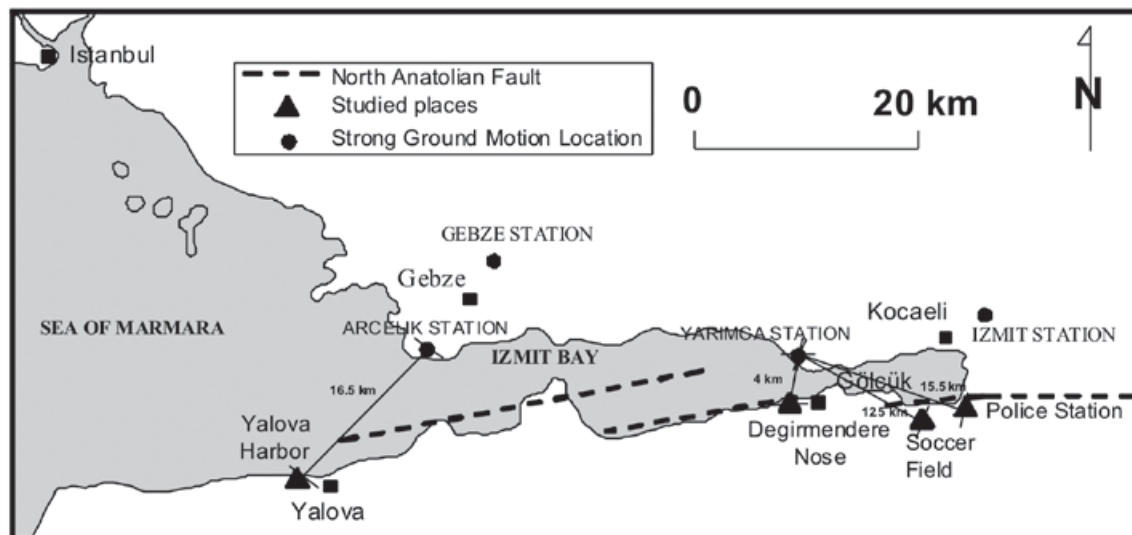 Istanbul
North Anatolian Fault
Studied places
Strong Ground Motion Location
0
20 km
N
GEBZE STATION
Gebze
SEA OF MARMARA
ARCELIK STATION
IZMIT BAY
YARIMCA STATION
Kocaeli
IZMIT STATION
16.5 km
4 km
Gölcük
15.5 km
125 km
Police Station
Yalova
Harbor
Degirmendere
Nose
Soccer
Field
Yalova